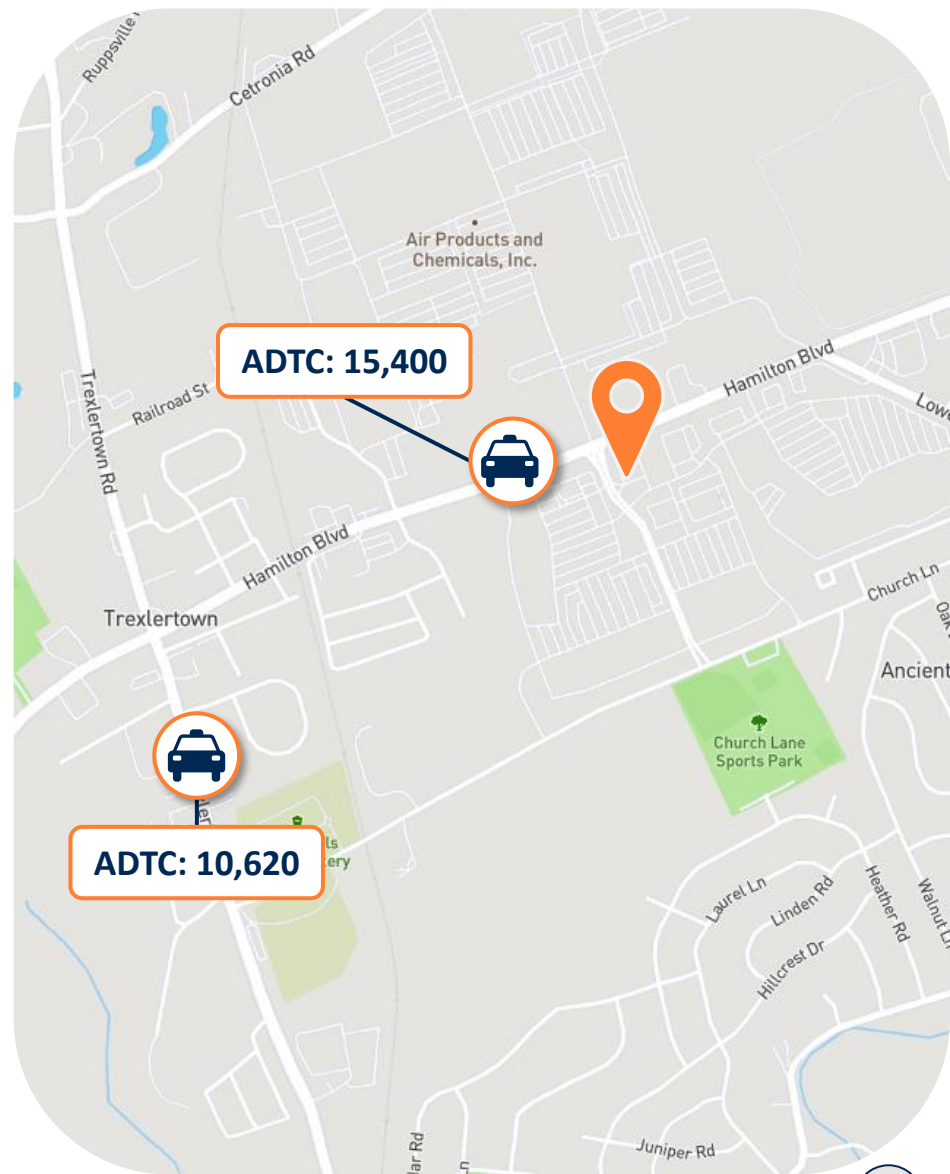 Ruppsville
Cetronia Rd
Air Products and
Chemicals, Inc.
ADTC: 15,400
Hamilton Blvd
Railroad St
Trexlertown Rd
Hamilton Blvd
Church Ln
Trexlertown
Ancient
Church Lane
Sports Park
ADTC: 10,620
Laurel Ln
Linden Rd
Heather Rd
Walnut Ln
Hillcrest Dr
Juniper Rd